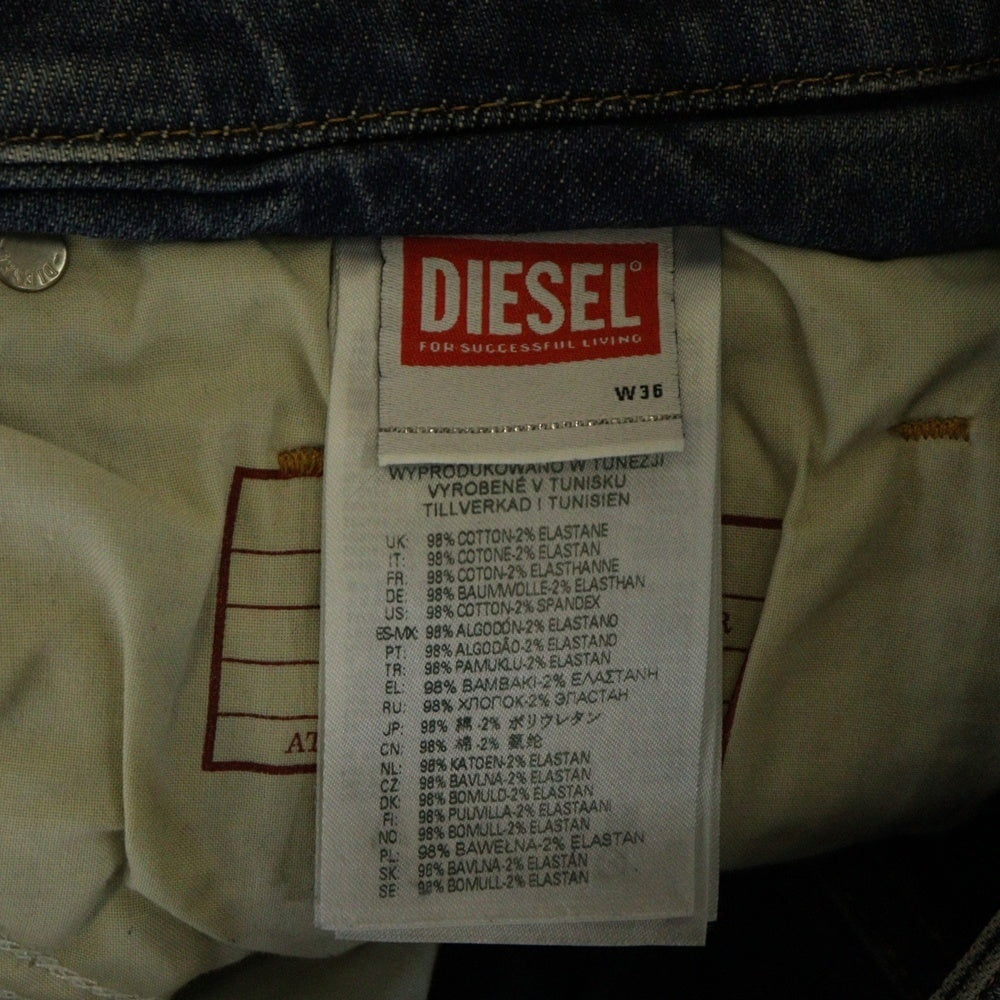 DIESEL
FOR SUCCESSFUL LIVING
W36
WYPRODUKOWANO W TUNEZJI
VYROBENÉ V TUNISKU
TILLVERKAD I TUNISIEN
UK: 98% COTTON-2% ELASTANE
IT: 98% COTONE-2% ELASTAN
FR: 98% COTON-2% ELASTHANNE
DE: 98% BAUMWOLLE-2% ELASTHAN
US: 98% COTTON-2% SPANDEX
ES-MX: 98% ALGODÓN-2% ELASTANO
PT: 98% ALGODÃO-2% ELASTANO
TR: 98% PAMUKLU-2% ELASTAN
EL: 98% ΒΑΜΒΑΚΙ-2% ΕΛΑΣΤΑΝΗ
RU: 98% ХЛОПОК-2% ЭЛАСТАН
JP: 98% 綿 -2% ポリウレタン
CN: 98% 棉 -2% 氨纶
NL: 98% KATOEN-2% ELASTAN
CZ: 98% BAVLNA-2% ELASTAN
DK: 98% BOMULD-2% ELASTAN
FI: 98% PUUVILLA-2% ELASTAANI
NO: 98% BOMULL-2% ELASTAN
PL: 98% BAWEŁNA-2% ELASTAN
SK: 98% BAVLNA-2% ELASTAN
SE: 98% BOMULL-2% ELASTAN